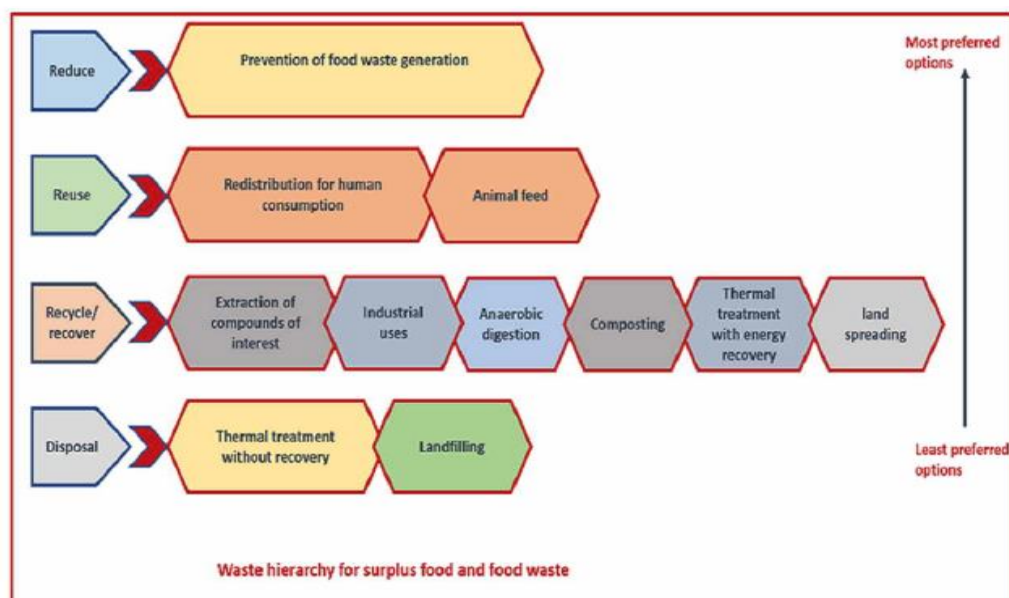 Most preferred
options
Reduce
Prevention of food waste generation
Reuse
Redistribution for human
consumption
Animal feed
Recycle/
recover
Extraction of
compounds of
interest
Industrial
uses
Anaerobic
digestion
Composting
Thermal
treatment
with energy
recovery
land
spreading
Disposal
Thermal treatment
without recovery
Landfilling
Least preferred
options
Waste hierarchy for surplus food and food waste